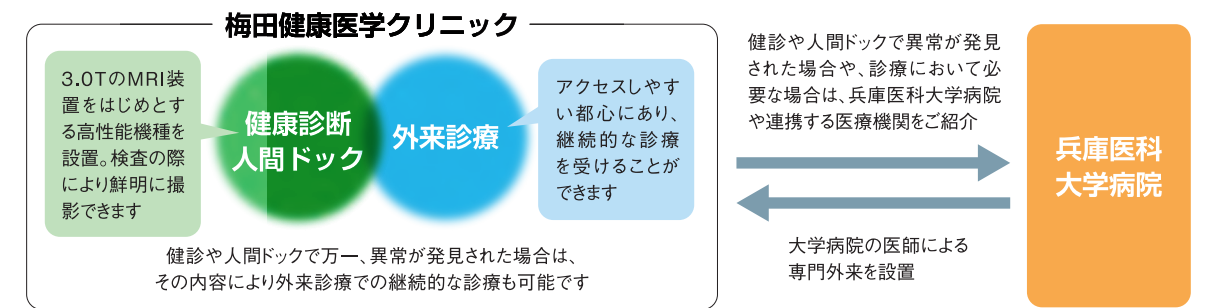 梅田健康医学クリニック
3.0TのMRI装
置をはじめとす
る高性能機種を
設置。検査の際
により鮮明に撮
影できます
健康診断
人間ドック
外来診療
アクセスしやす
い都心にあり、
継続的な診療
を受けることが
できます
健診や人間ドックで万一、異常が発見された場合は、
その内容により外来診療での継続的な診療も可能です
健診や人間ドックで異常が発見
された場合や、診療において必
要な場合は、兵庫医科大学病院
や連携する医療機関をご紹介
大学病院の医師による
専門外来を設置
兵庫医科
大学病院